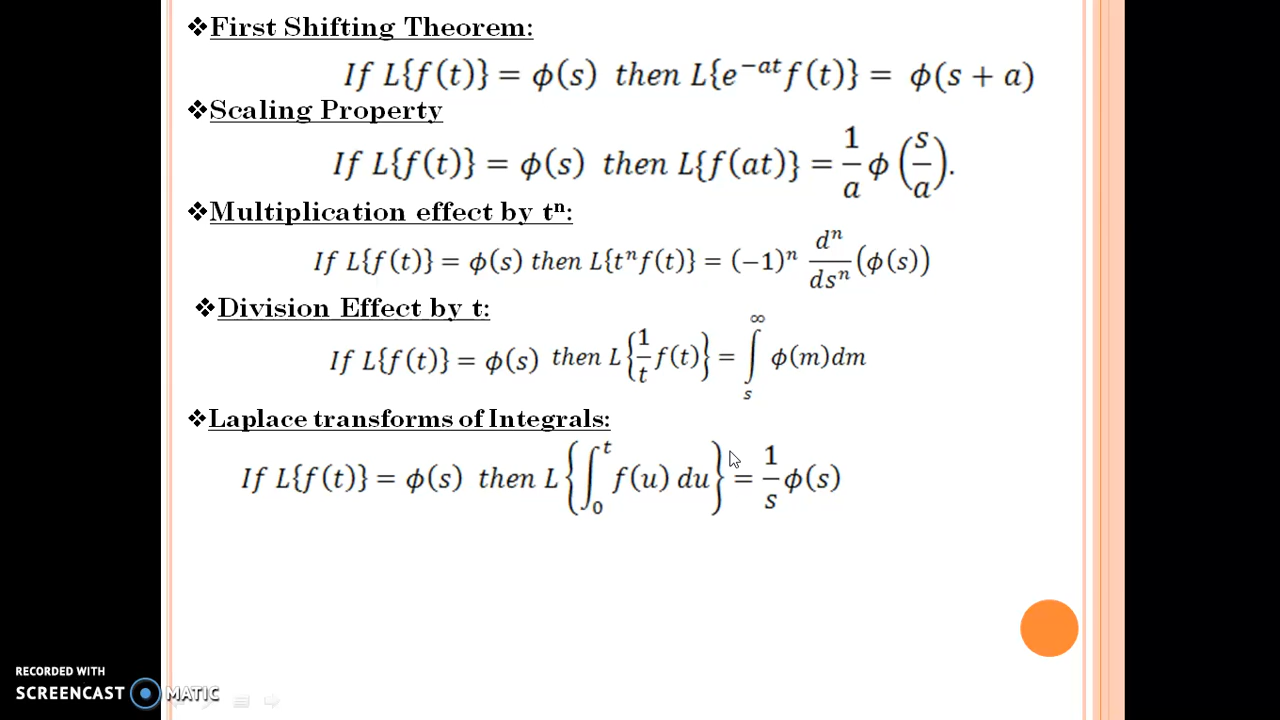 ❖First Shifting Theorem:
If L{f(t)} = ϕ(s) then L{e⁻ᵃᵗf(t)} = ϕ(s + a)
❖Scaling Property
If L{f(t)} = ϕ(s) then L{f(at)} = 1/a ϕ (s/a).
❖Multiplication effect by tⁿ:
If L{f(t)} = ϕ(s) then L{tⁿf(t)} = (−1)ⁿ dⁿ/dsⁿ (ϕ(s))
❖Division Effect by t:
If L{f(t)} = ϕ(s) then L{1/t f(t)} = ∫ₛ^∞ ϕ(m)dm
❖Laplace transforms of Integrals:
If L{f(t)} = ϕ(s) then L{∫₀ᵗ f(u) du} = 1/s ϕ(s)
RECORDED WITH
SCREENCAST MATIC